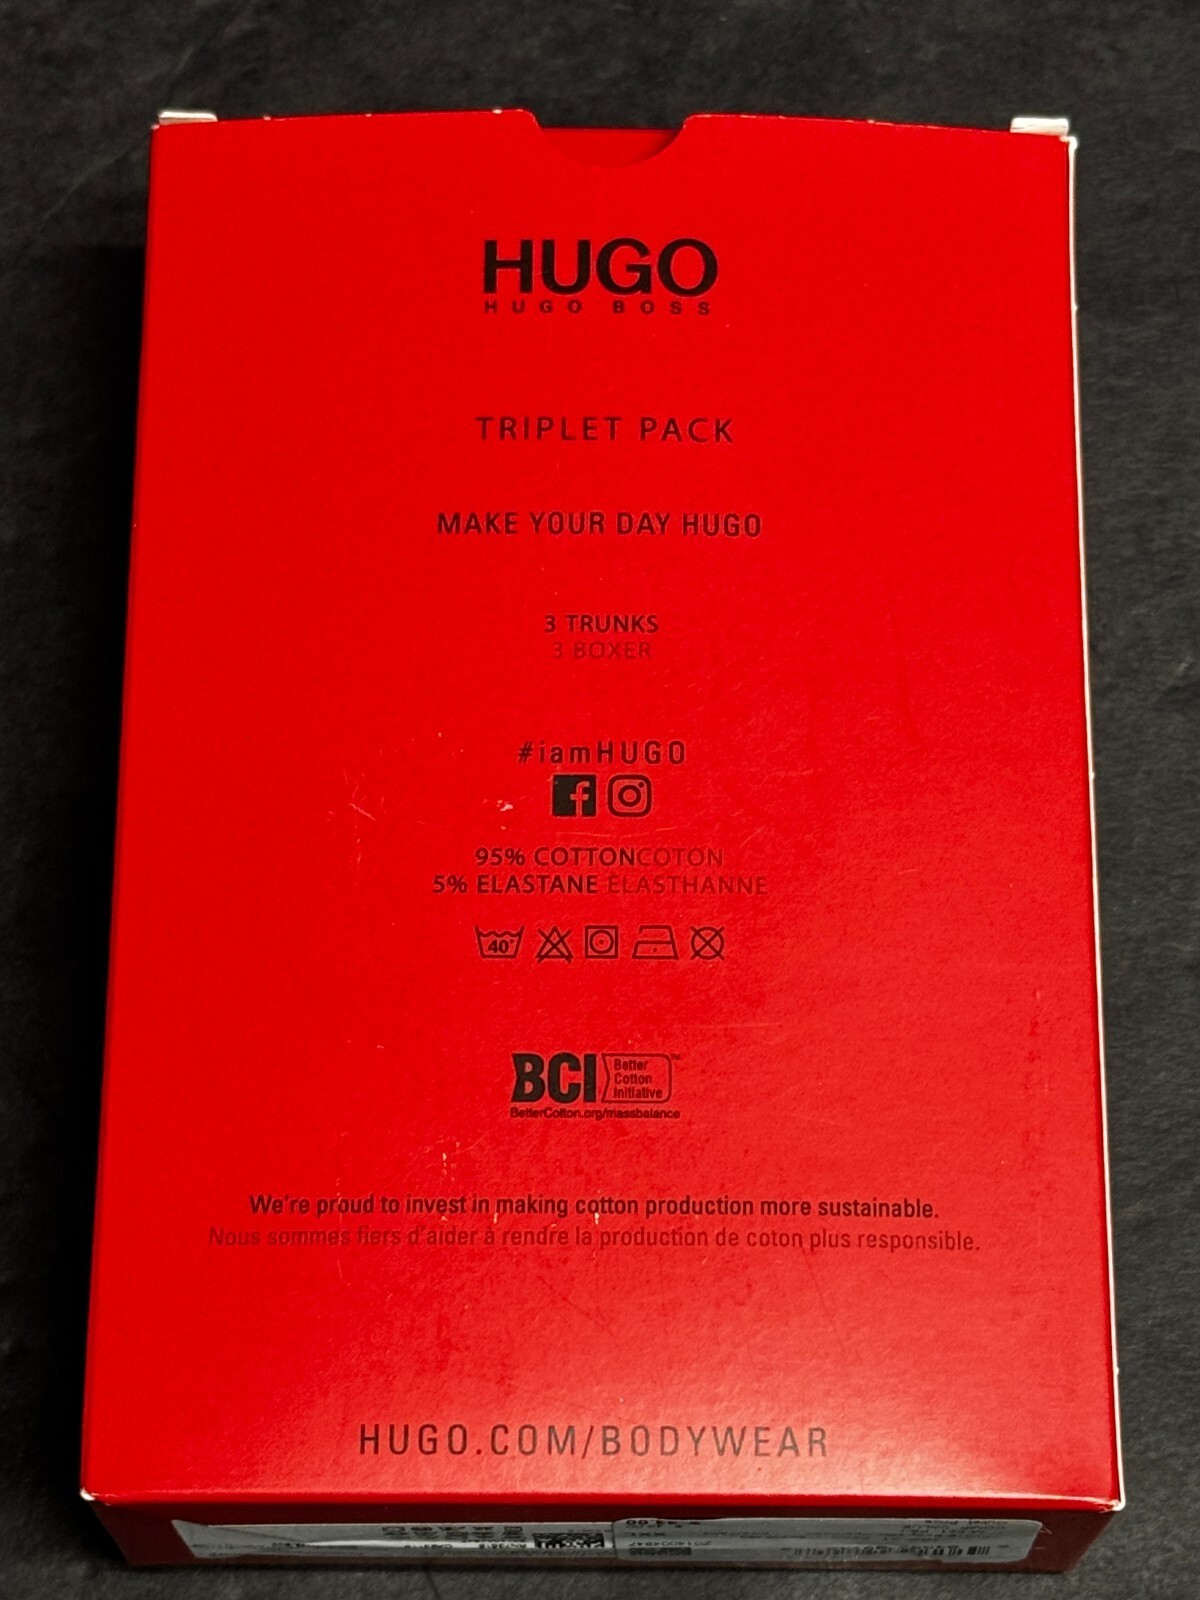 HUGO
HUGO BOSS
TRIPLET PACK
MAKE YOUR DAY HUGO
3 TRUNKS
3 BOXER
#iamHUGO
95% COTTON COTON
5% ELASTANE ÉLASTHANNE
40°
BCI Better Cotton Initiative™
BetterCotton.org/massbalance
We're proud to invest in making cotton production more sustainable.
Nous sommes fiers d'aider à rendre la production de coton plus responsible.
HUGO.COM/BODYWEAR